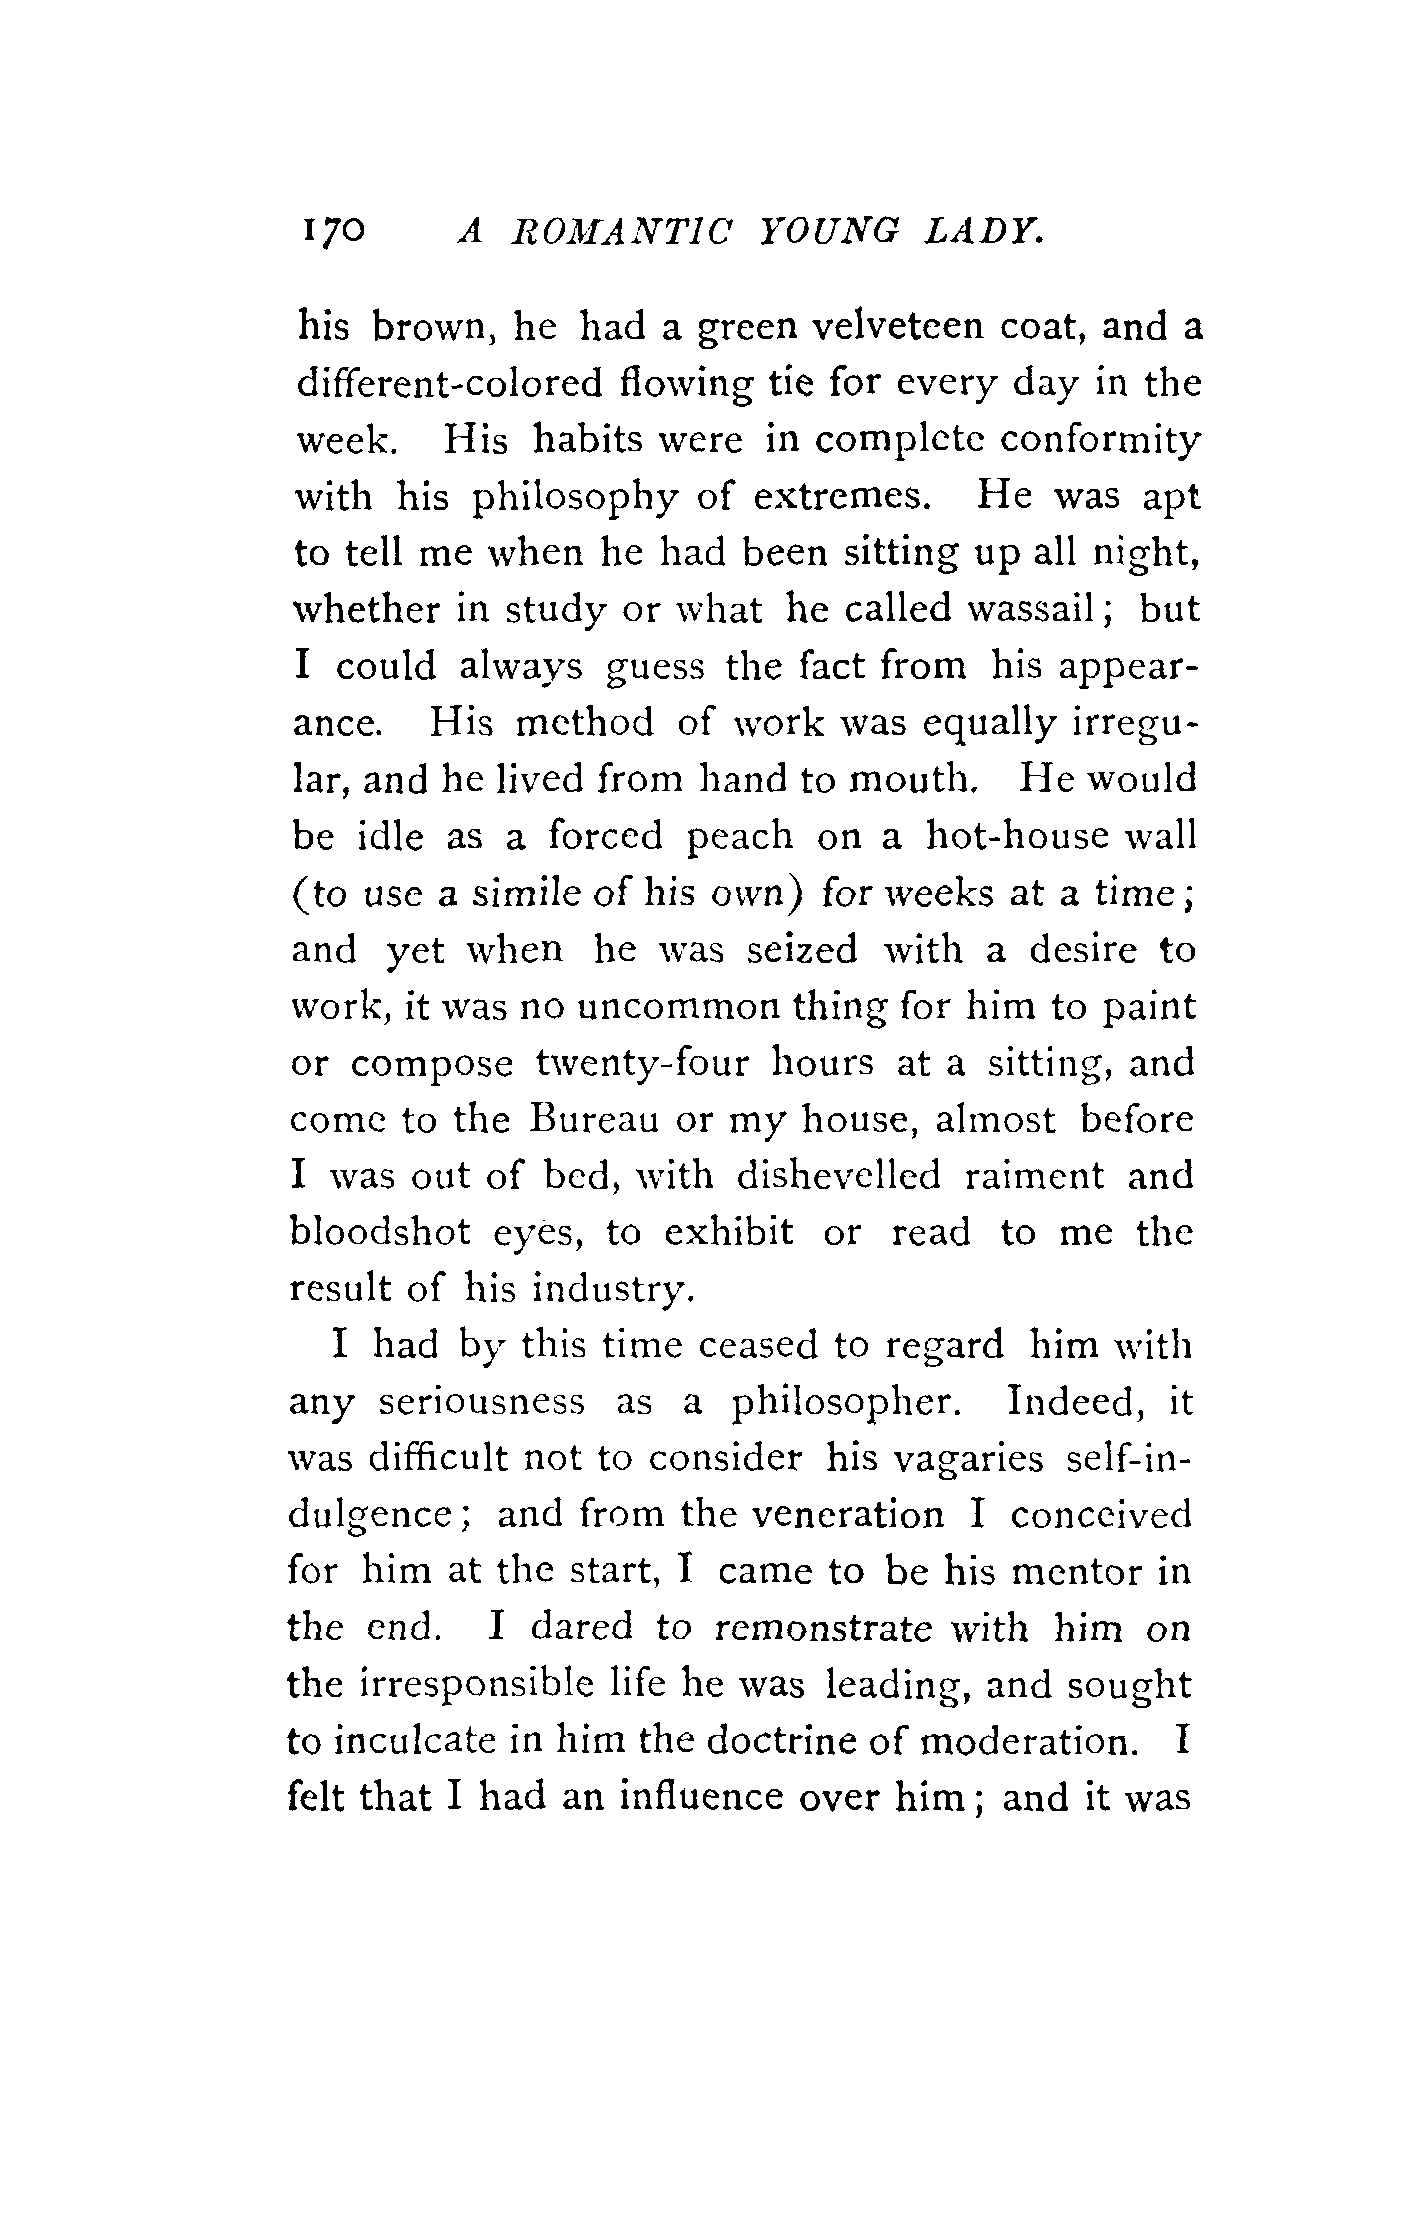 170 A ROMANTIC YOUNG LADY.
his brown, he had a green velveteen coat, and a
different-colored flowing tie for every day in the
week. His habits were in complete conformity
with his philosophy of extremes. He was apt
to tell me when he had been sitting up all night,
whether in study or what he called wassail; but
I could always guess the fact from his appear-
ance. His method of work was equally irregu-
lar, and he lived from hand to mouth. He would
be idle as a forced peach on a hot-house wall
(to use a simile of his own) for weeks at a time;
and yet when he was seized with a desire to
work, it was no uncommon thing for him to paint
or compose twenty-four hours at a sitting, and
come to the Bureau or my house, almost before
I was out of bed, with dishevelled raiment and
bloodshot eyes, to exhibit or read to me the
result of his industry.
I had by this time ceased to regard him with
any seriousness as a philosopher. Indeed, it
was difficult not to consider his vagaries self-in-
dulgence; and from the veneration I conceived
for him at the start, I came to be his mentor in
the end. I dared to remonstrate with him on
the irresponsible life he was leading, and sought
to inculcate in him the doctrine of moderation. I
felt that I had an influence over him; and it was